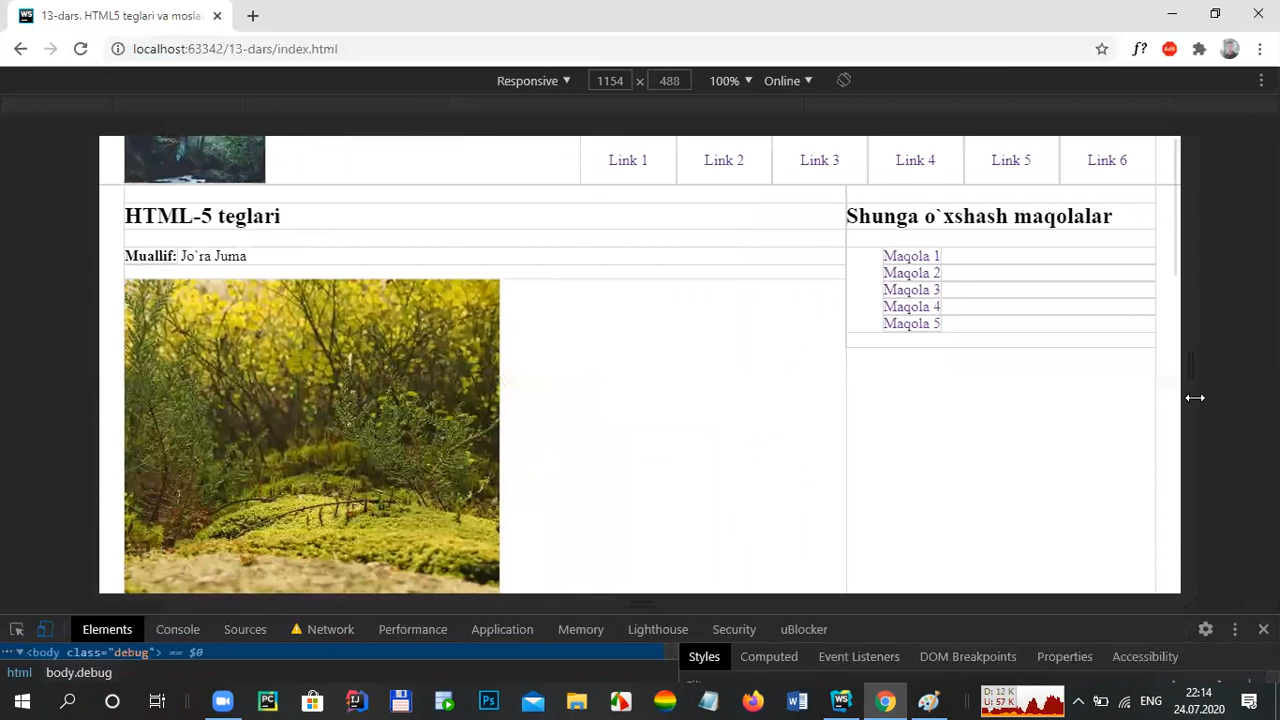 13-dars. HTML5 teglari va mosla
localhost:63342/13-dars/index.html
f?
Responsive 1154 × 488 100% Online
Link 1 Link 2 Link 3 Link 4 Link 5 Link 6
HTML-5 teglari
Muallif: Jo`ra Juma
Shunga o`xshash maqolalar
Maqola 1
Maqola 2
Maqola 3
Maqola 4
Maqola 5
Elements Console Sources Network Performance Application Memory Lighthouse Security uBlocker
<body class="debug"> == $0
html body.debug
Styles Computed Event Listeners DOM Breakpoints Properties Accessibility
D: 12 K
U: 57 K
ENG
22:14
24.07.2020